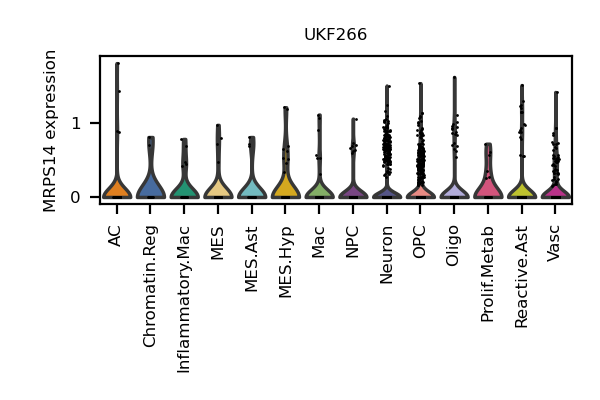 UKF266
MRPS14 expression
1
0
AC
Chromatin.Reg
Inflammatory.Mac
MES
MES.Ast
MES.Hyp
Mac
NPC
Neuron
OPC
Oligo
Prolif.Metab
Reactive.Ast
Vasc